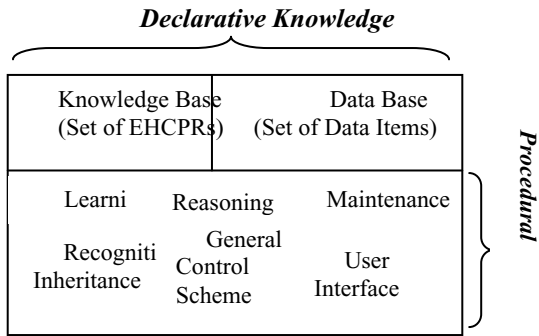 Declarative Knowledge
Knowledge Base
(Set of EHCPRs)
Data Base
(Set of Data Items)
Procedural
Learni
Reasoning
Maintenance
Recogniti
Inheritance
General
Control
Scheme
User
Interface